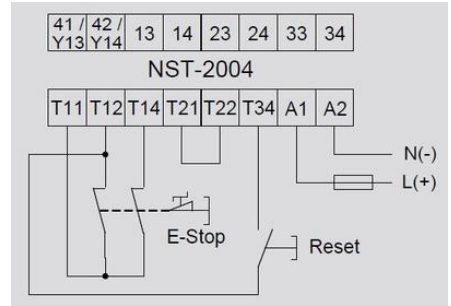 41 / Y13 42 / Y14 13 14 23 24 33 34
NST-2004
T11 T12 T14 T21 T22 T34 A1 A2
N(-)
L(+)
E-Stop
Reset